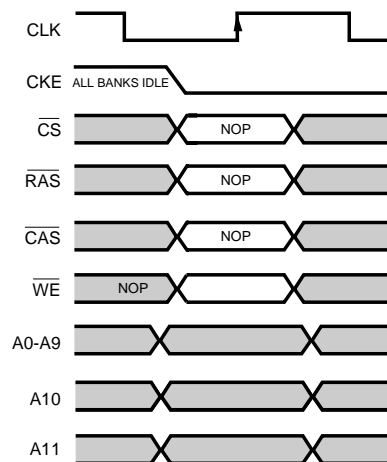 CLK
CKE ALL BANKS IDLE
CS NOP
RAS NOP
CAS NOP
WE NOP
A0-A9
A10
A11